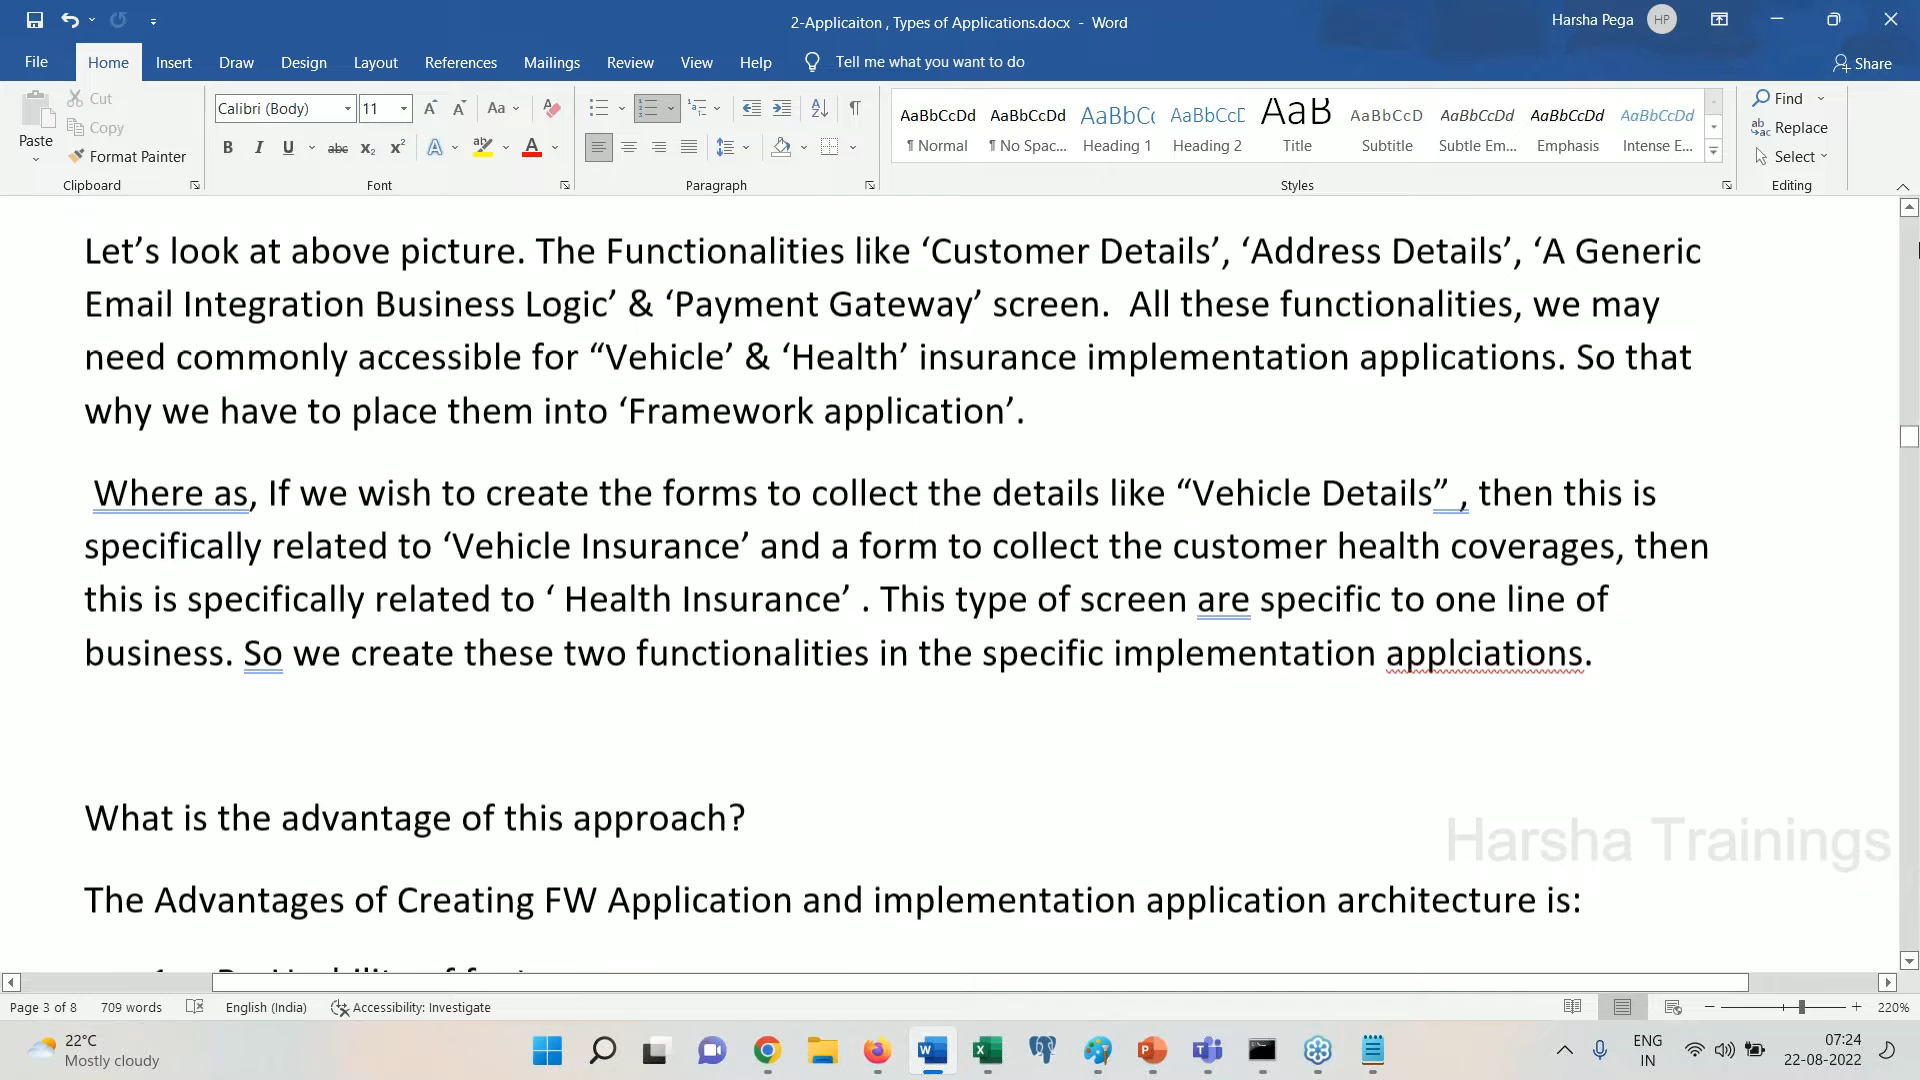 2-Applicaiton , Types of Applications.docx - Word
Harsha Pega
HP
File
Home
Insert
Draw
Design
Layout
References
Mailings
Review
View
Help
Tell me what you want to do
Share
Paste
Cut
Copy
Format Painter
Clipboard
Calibri (Body)
11
Font
Paragraph
AaBbCcDd
¶ Normal
AaBbCcDd
¶ No Spac...
AaBbCc
Heading 1
AaBbCcD
Heading 2
AaB
Title
AaBbCcD
Subtitle
AaBbCcDd
Subtle Em...
AaBbCcDd
Emphasis
AaBbCcDd
Intense E...
Styles
Find
Replace
Select
Editing
Let’s look at above picture. The Functionalities like ‘Customer Details’, ‘Address Details’, ‘A Generic
Email Integration Business Logic’ & ‘Payment Gateway’ screen.  All these functionalities, we may
need commonly accessible for “Vehicle’ & ‘Health’ insurance implementation applications. So that
why we have to place them into ‘Framework application’.
Where as, If we wish to create the forms to collect the details like “Vehicle Details” , then this is
specifically related to ‘Vehicle Insurance’ and a form to collect the customer health coverages, then
this is specifically related to ‘ Health Insurance’ . This type of screen are specific to one line of
business. So we create these two functionalities in the specific implementation applciations.
What is the advantage of this approach?
Harsha Trainings
The Advantages of Creating FW Application and implementation application architecture is:
Page 3 of 8
709 words
English (India)
Accessibility: Investigate
220%
22°C
Mostly cloudy
ENG
IN
07:24
22-08-2022